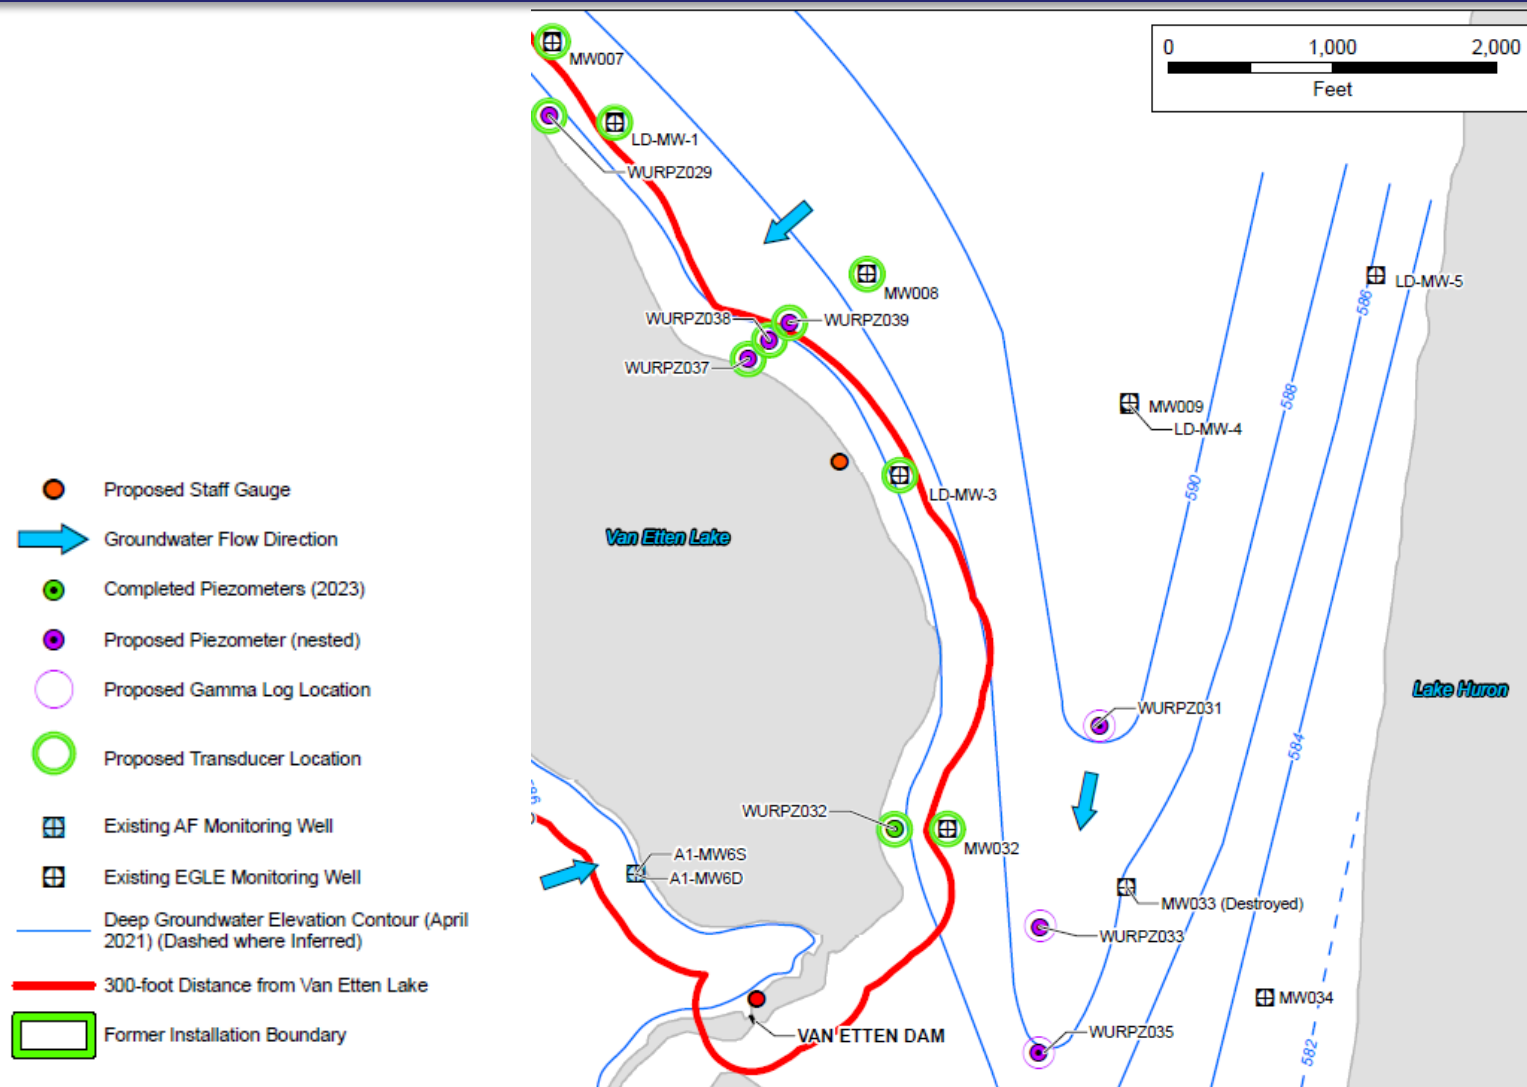 0 1,000 2,000
Feet
MW007
LD-MW-1
WURPZ029
MW008
LD-MW-5
586
WURPZ038
WURPZ039
WURPZ037
588
MW009
LD-MW-4
590
LD-MW-3
Proposed Staff Gauge
Van Etten Lake
Groundwater Flow Direction
Completed Piezometers (2023)
Proposed Piezometer (nested)
Proposed Gamma Log Location
Lake Huron
WURPZ031
584
Proposed Transducer Location
WURPZ032
Existing AF Monitoring Well
MW032
A1-MW6S
A1-MW6D
Existing EGLE Monitoring Well
MW033 (Destroyed)
Deep Groundwater Elevation Contour (April
2021) (Dashed where Inferred)
WURPZ033
300-foot Distance from Van Etten Lake
MW034
Former Installation Boundary
VAN ETTEN DAM
WURPZ035
582